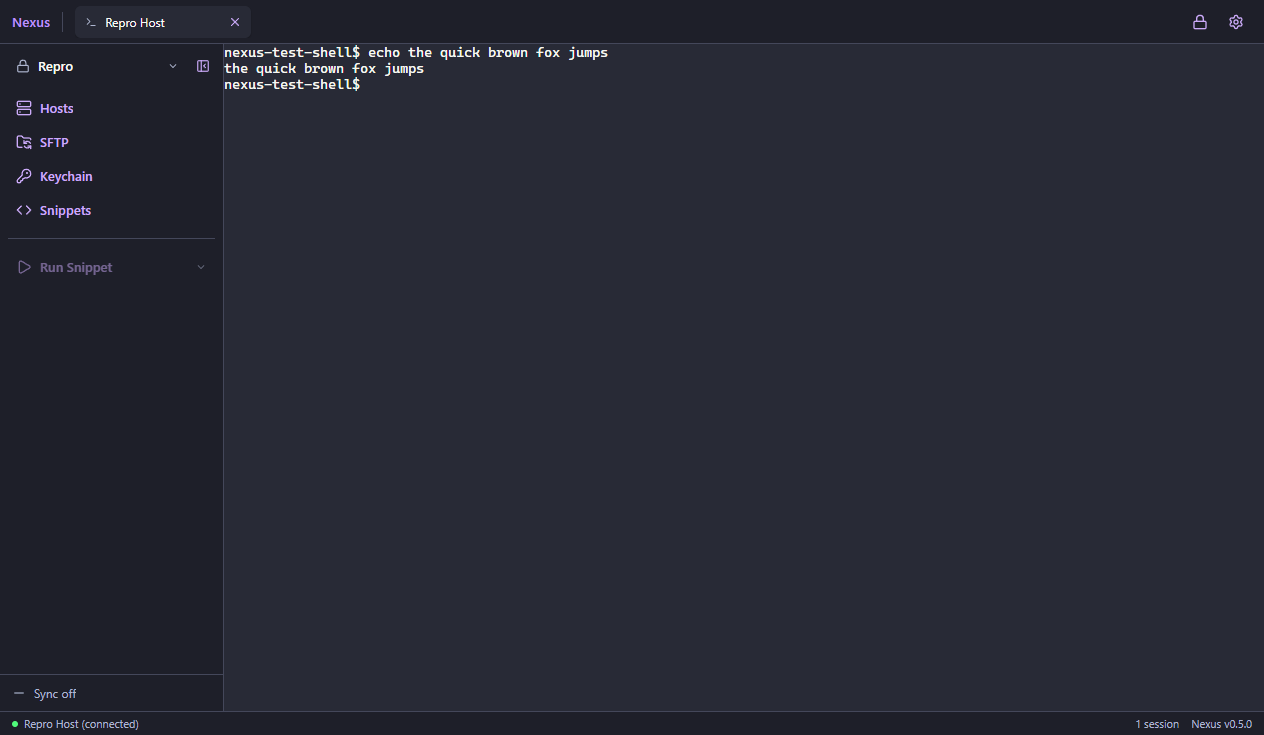 Nexus
Repro Host
Repro
Hosts
SFTP
Keychain
Snippets
Run Snippet
nexus-test-shell$ echo the quick brown fox jumps
the quick brown fox jumps
nexus-test-shell$
Sync off
Repro Host (connected)
1 session
Nexus v0.5.0